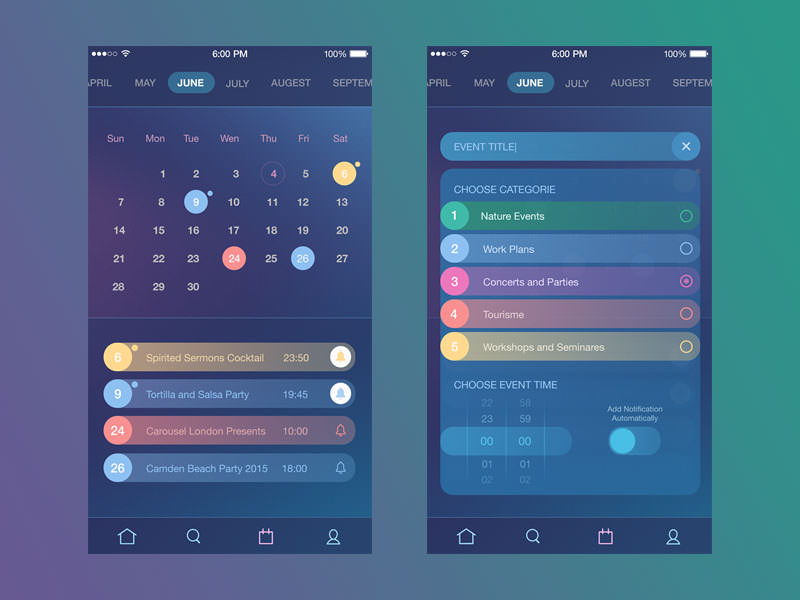 6:00 PM 100%
APRIL MAY JUNE JULY AUGEST SEPTEM
Sun Mon Tue Wen Thu Fri Sat
1 2 3 4 5 6
7 8 9 10 11 12 13
14 15 16 17 18 19 20
21 22 23 24 25 26 27
28 29 30
6 Spirited Sermons Cocktail 23:50
9 Tortilla and Salsa Party 19:45
24 Carousel London Presents 10:00
26 Camden Beach Party 2015 18:00
6:00 PM 100%
APRIL MAY JUNE JULY AUGEST SEPTEM
EVENT TITLE
CHOOSE CATEGORIE
1 Nature Events
2 Work Plans
3 Concerts and Parties
4 Tourisme
5 Workshops and Seminares
CHOOSE EVENT TIME
22 58
23 59
00 00
01 01
02 02
Add Notification
Automatically